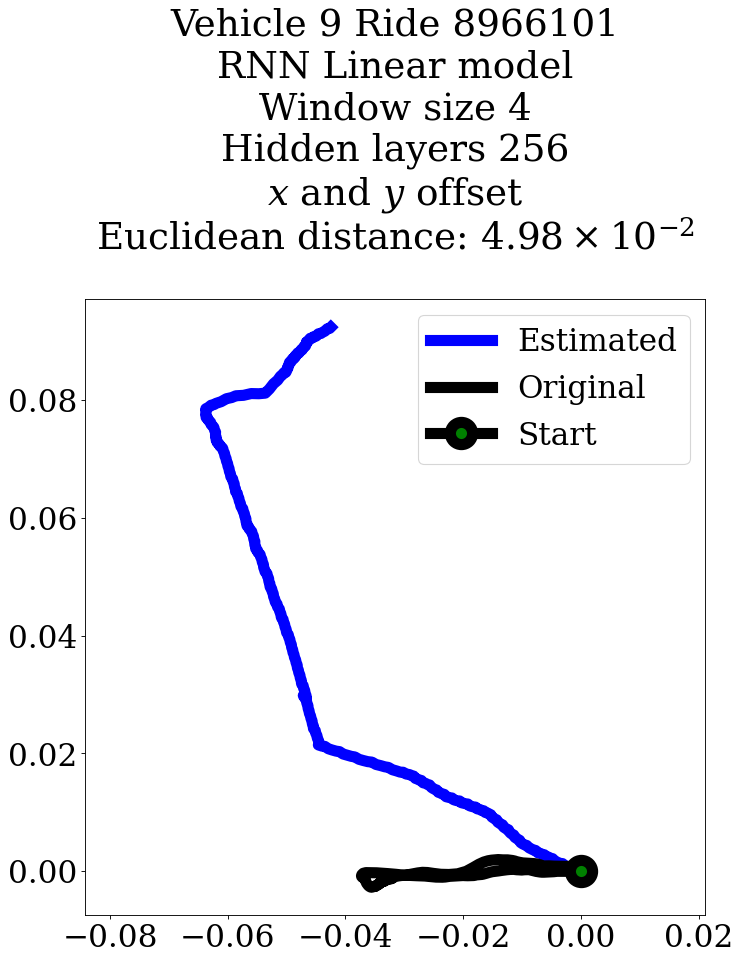 Vehicle 9 Ride 8966101
RNN Linear model
Window size 4
Hidden layers 256
x and y offset
Euclidean distance: 4.98 × 10⁻²
Estimated
Original
Start
0.08
0.06
0.04
0.02
0.00
−0.08 −0.06 −0.04 −0.02 0.00 0.02